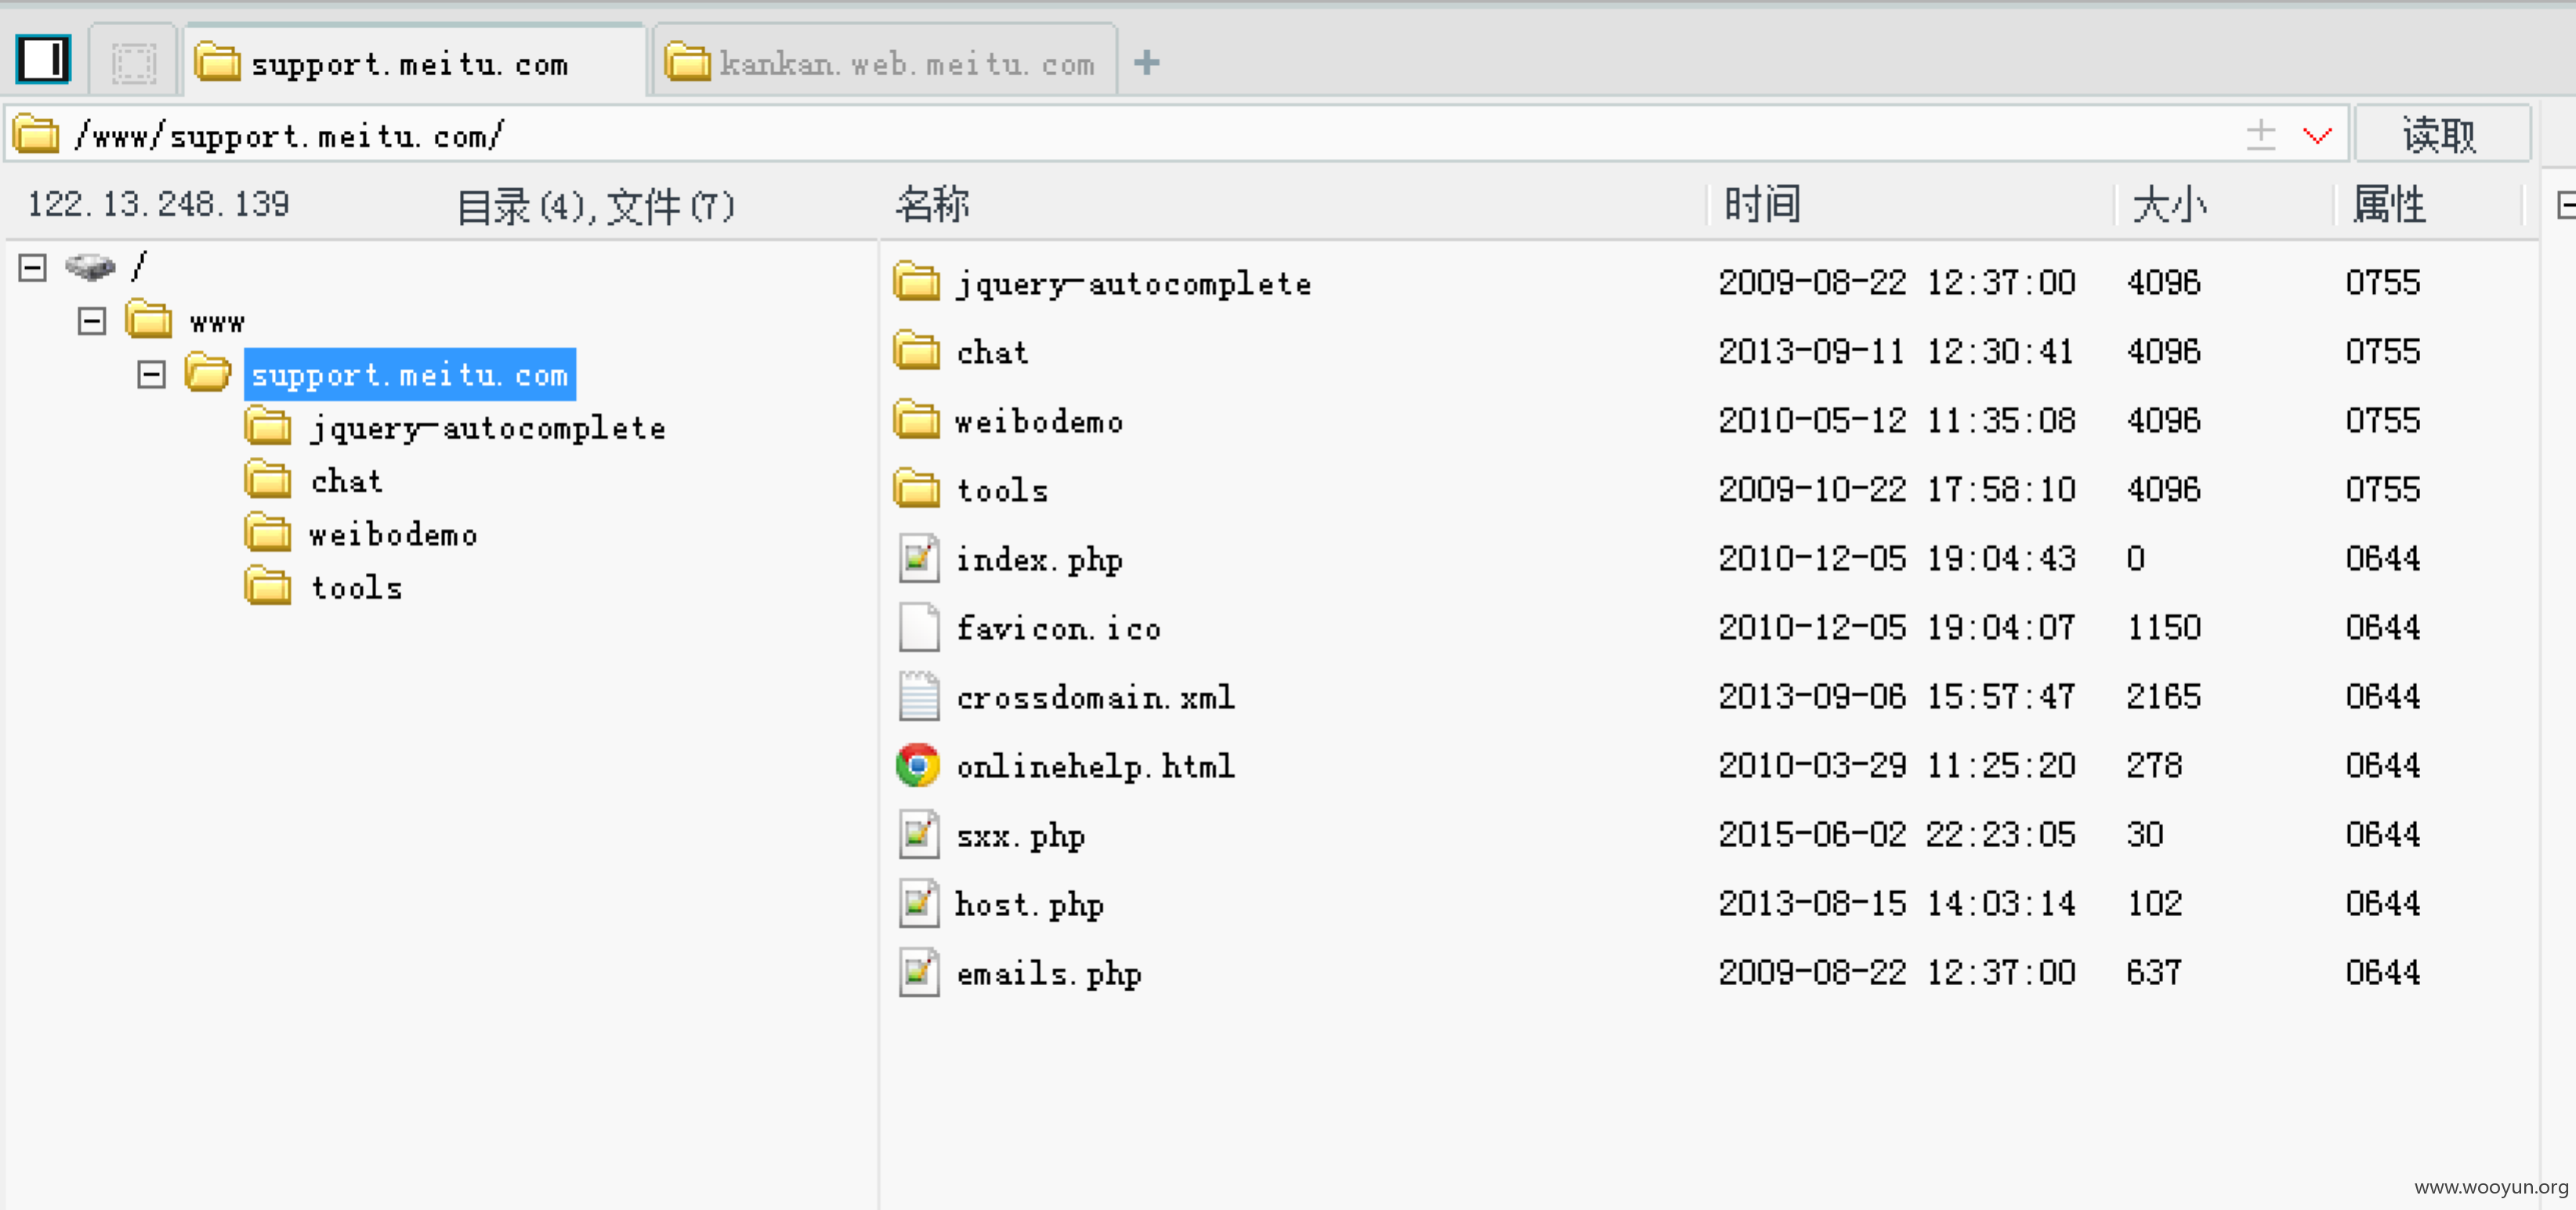 support.meitu.com kankan.web.meitu.com +
/www/support.meitu.com/ 读取
122.13.248.139 目录(4),文件(7) 名称 时间 大小 属性
/
www
support.meitu.com
jquery-autocomplete
chat
weibodemo
tools
jquery-autocomplete 2009-08-22 12:37:00 4096 0755
chat 2013-09-11 12:30:41 4096 0755
weibodemo 2010-05-12 11:35:08 4096 0755
tools 2009-10-22 17:58:10 4096 0755
index.php 2010-12-05 19:04:43 0 0644
favicon.ico 2010-12-05 19:04:07 1150 0644
crossdomain.xml 2013-09-06 15:57:47 2165 0644
onlinehelp.html 2010-03-29 11:25:20 278 0644
sxx.php 2015-06-02 22:23:05 30 0644
host.php 2013-08-15 14:03:14 102 0644
emails.php 2009-08-22 12:37:00 637 0644
www.wooyun.org